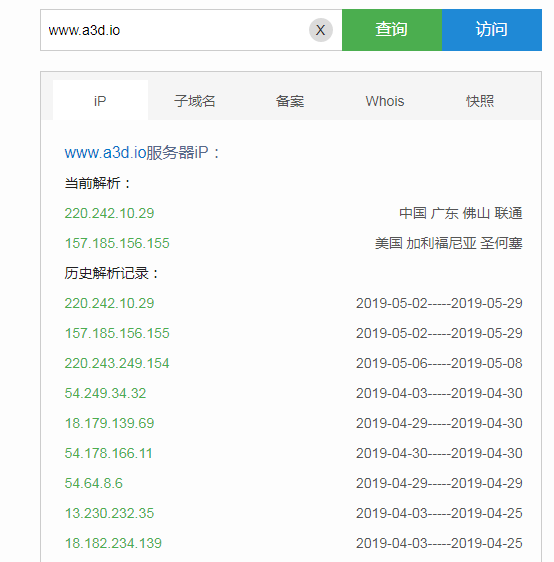 www.a3d.io X 查询 访问
iP 子域名 备案 Whois 快照
www.a3d.io服务器iP：
当前解析：
220.242.10.29 中国 广东 佛山 联通
157.185.156.155 美国 加利福尼亚 圣何塞
历史解析记录：
220.242.10.29 2019-05-02-----2019-05-29
157.185.156.155 2019-05-02-----2019-05-29
220.243.249.154 2019-05-06-----2019-05-08
54.249.34.32 2019-04-03-----2019-04-30
18.179.139.69 2019-04-29-----2019-04-30
54.178.166.11 2019-04-30-----2019-04-30
54.64.8.6 2019-04-29-----2019-04-29
13.230.232.35 2019-04-03-----2019-04-25
18.182.234.139 2019-04-03-----2019-04-25